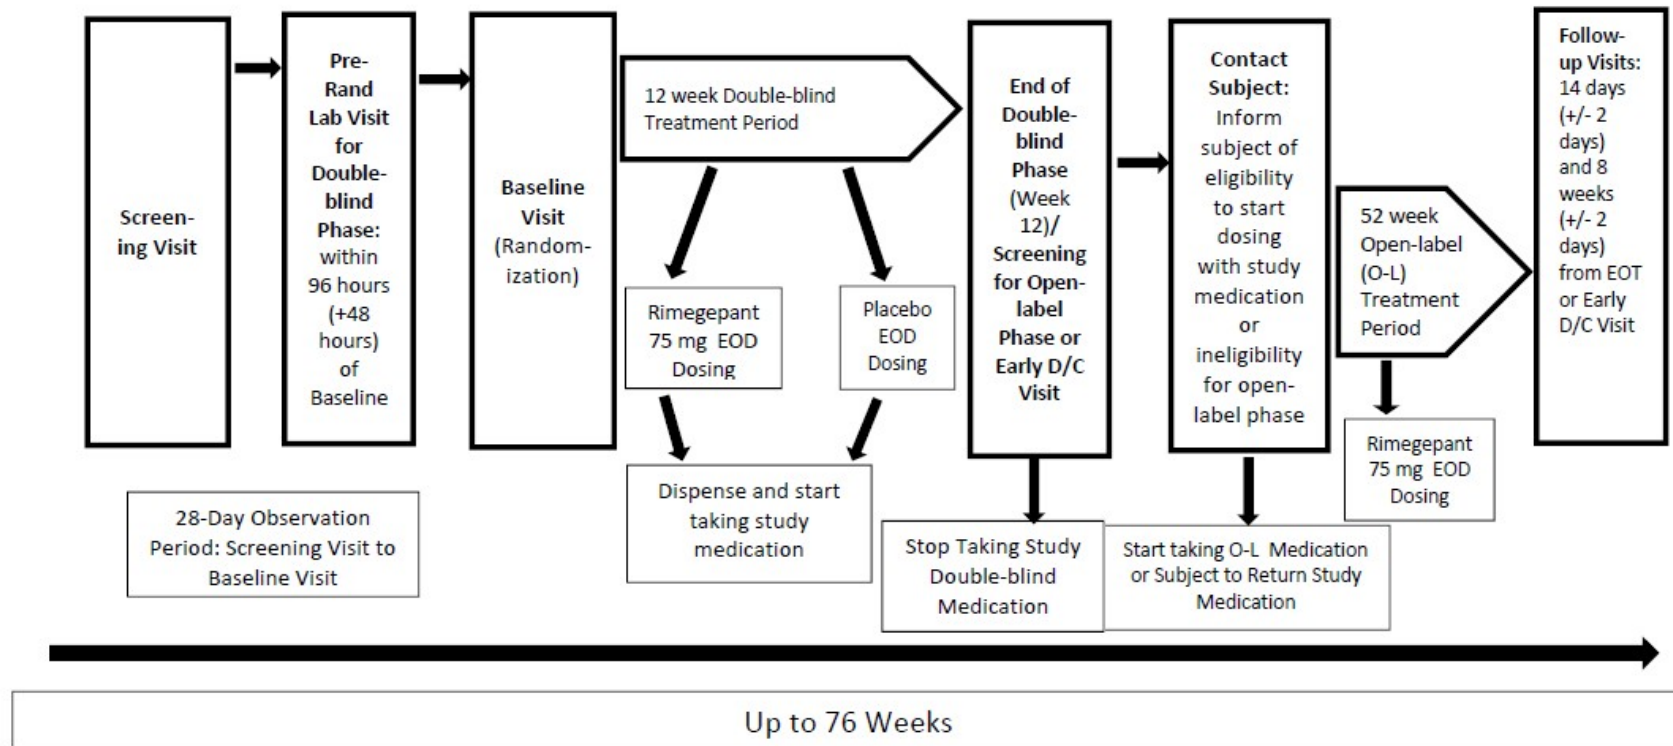 Screen-
ing Visit
Pre-
Rand
Lab Visit
for
Double-
blind
Phase:
within
96 hours
(+48
hours)
of
Baseline
28-Day Observation
Period: Screening Visit to
Baseline Visit
Baseline
Visit
(Random-
ization)
12 week Double-blind
Treatment Period
Rimegepant
75 mg EOD
Dosing
Placebo
EOD
Dosing
Dispense and start
taking study
medication
End of
Double-
blind
Phase
(Week
12)/
Screening
for Open-
label
Phase or
Early D/C
Visit
Stop Taking Study
Double-blind
Medication
Contact
Subject:
Inform
subject of
eligibility
to start
dosing
with study
medication
or
ineligibility
for open-
label phase
Start taking O-L Medication
or Subject to Return Study
Medication
52 week
Open-label
(O-L)
Treatment
Period
Rimegepant
75 mg EOD
Dosing
Follow-
up Visits:
14 days
(+/- 2
days)
and 8
weeks
(+/- 2
days)
from EOT
or Early
D/C Visit
Up to 76 Weeks